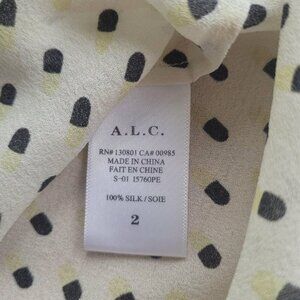 A.L.C.
RN# 130801 CA# 00985
MADE IN CHINA
FAIT EN CHINE
S-01 15760PE
100% SILK / SOIE
2